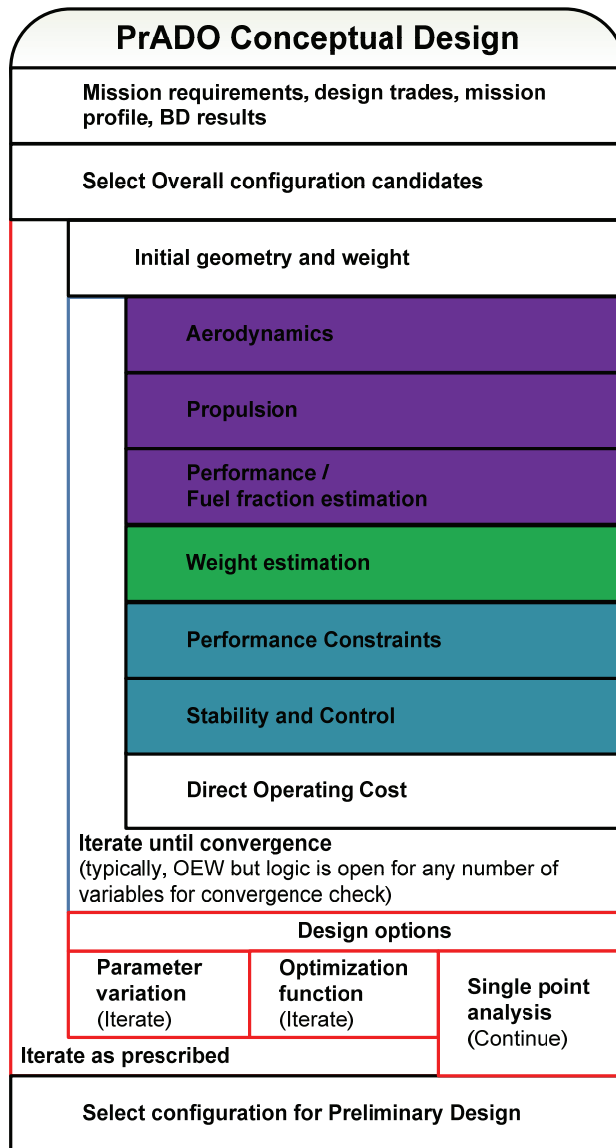 PrADO Conceptual Design
Mission requirements, design trades, mission
profile, BD results
Select Overall configuration candidates
Initial geometry and weight
Aerodynamics
Propulsion
Performance /
Fuel fraction estimation
Weight estimation
Performance Constraints
Stability and Control
Direct Operating Cost
Iterate until convergence
(typically, OEW but logic is open for any number of
variables for convergence check)
Design options
Parameter
variation
(Iterate)
Optimization
function
(Iterate)
Single point
analysis
(Continue)
Iterate as prescribed
Select configuration for Preliminary Design